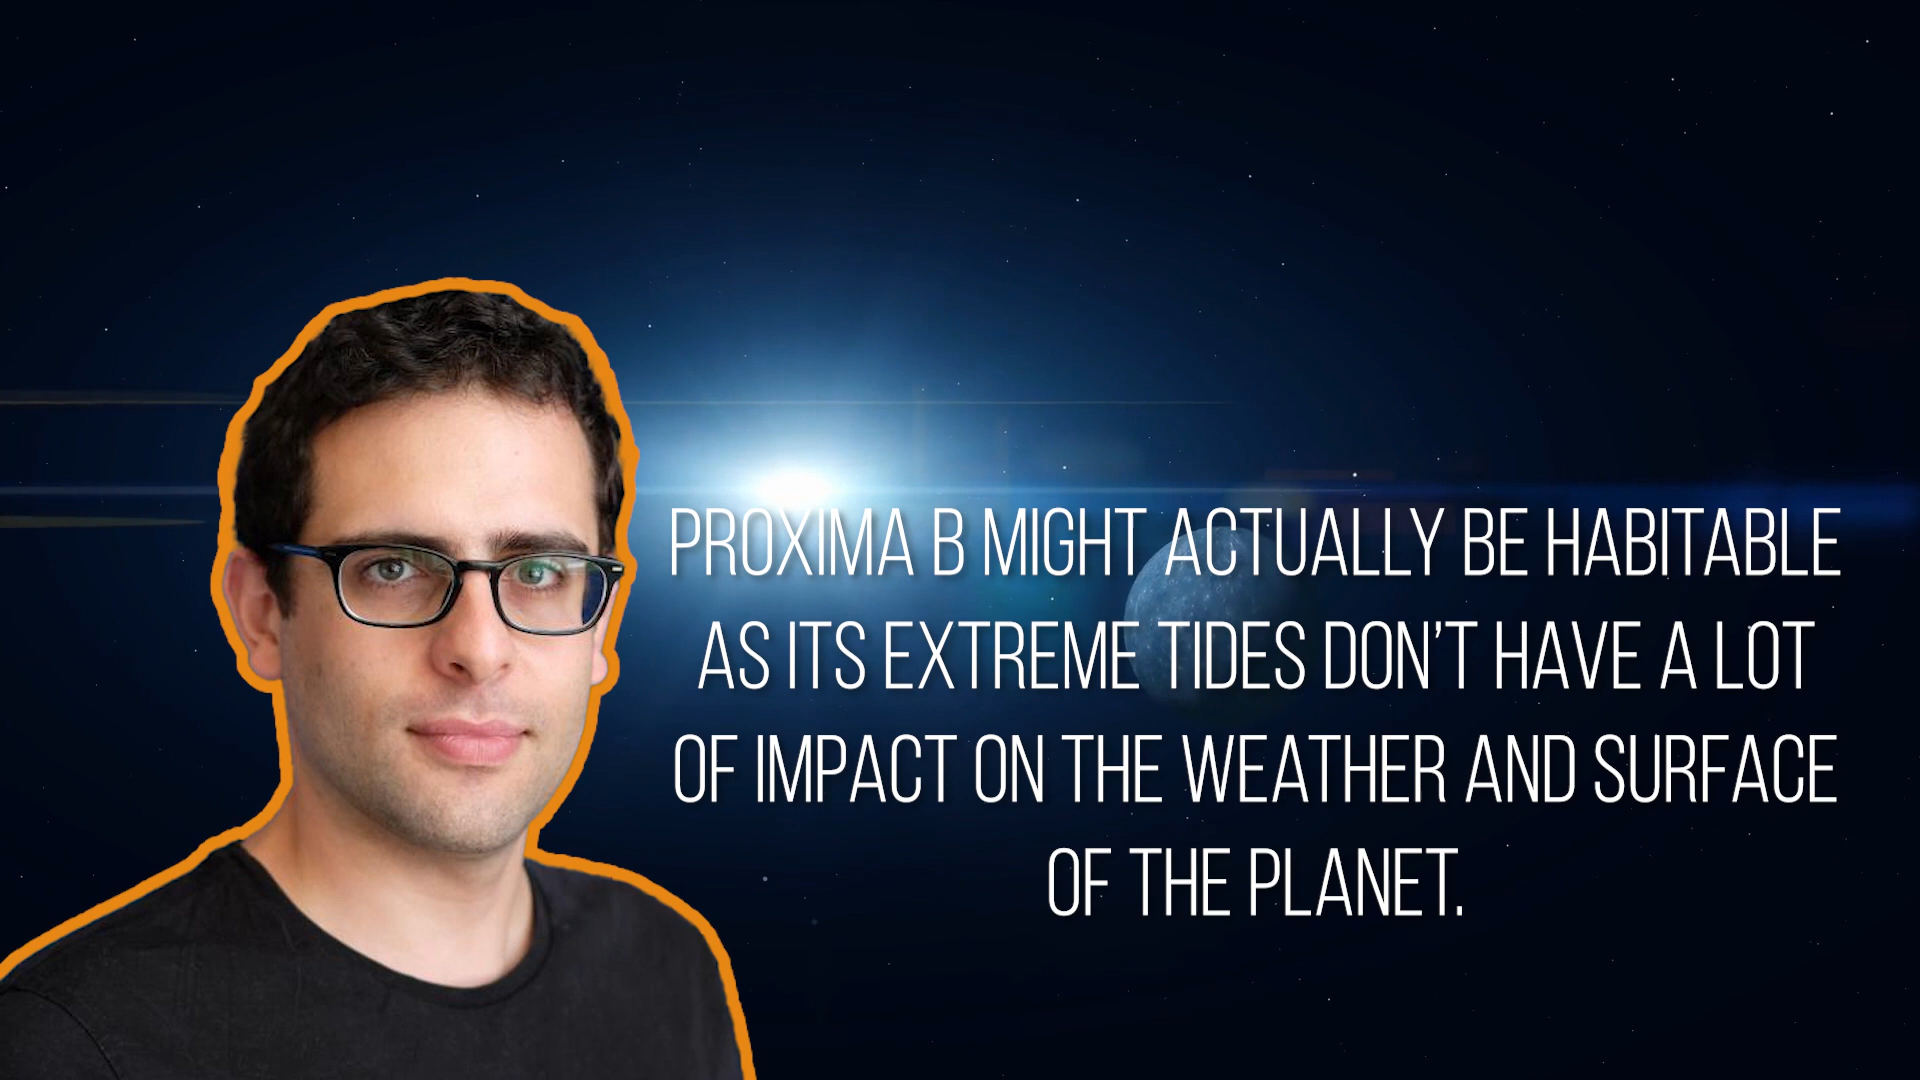 PROXIMA B MIGHT ACTUALLY BE HABITABLE
AS ITS EXTREME TIDES DON’T HAVE A LOT
OF IMPACT ON THE WEATHER AND SURFACE
OF THE PLANET.